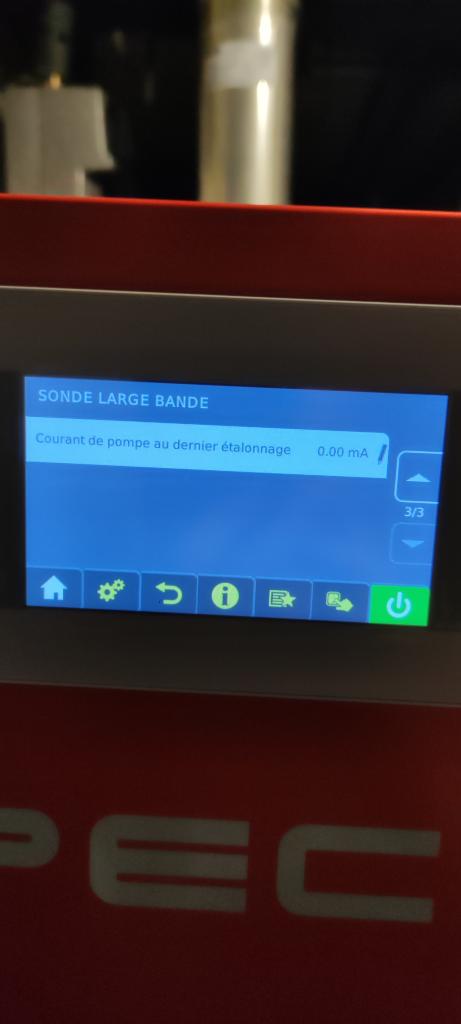 SONDE LARGE BANDE
Courant de pompe au dernier étalonnage 0.00 mA
3/3
PEC